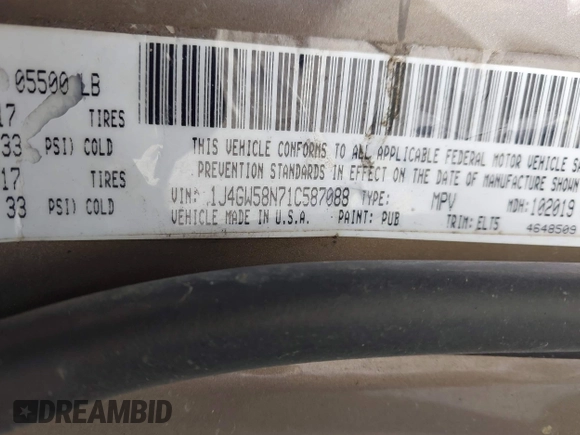 05500 LB
17 TIRES
33 PSI) COLD
17 TIRES
33 PSI) COLD
THIS VEHICLE CONFORMS TO ALL APPLICABLE FEDERAL MOTOR VEHICLE SA
PREVENTION STANDARDS IN EFFECT ON THE DATE OF MANUFACTURE SHOWN
VIN: 1J4GW58N71C587088 TYPE: MPV MDH: 102019
VEHICLE MADE IN U.S.A. PAINT: PUB TRIM: ELT5 4648509
DREAMBID